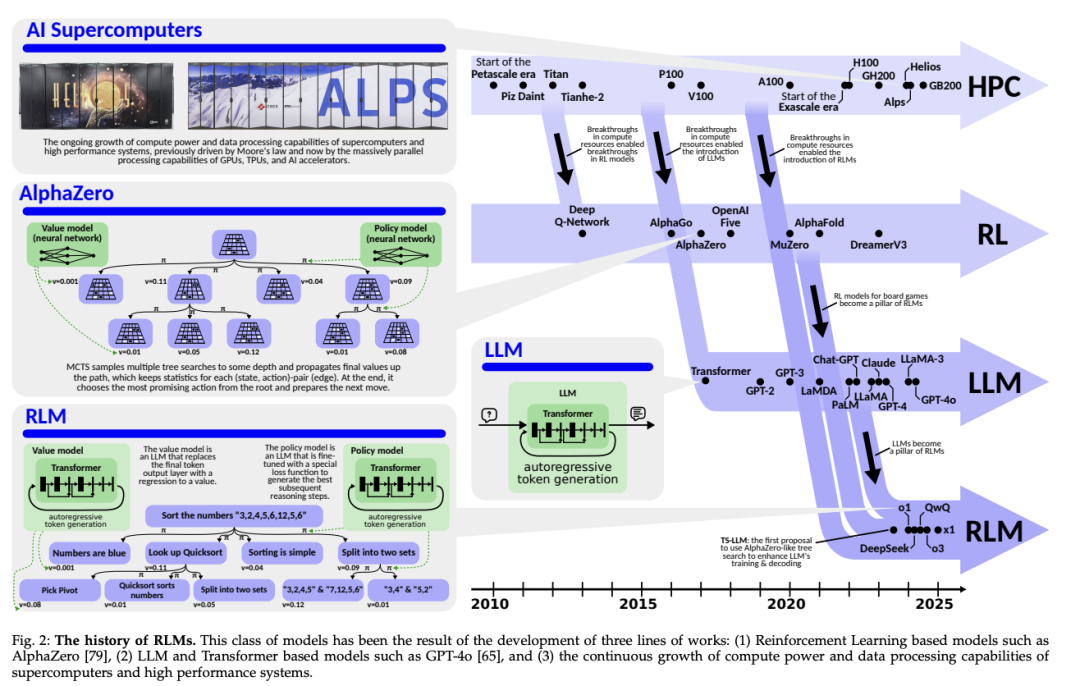 AI Supercomputers
HELIOS
ALPS
The ongoing growth of compute power and data processing capabilities of supercomputers and
high performance systems, previously driven by Moore's law and now by the massively parallel
processing capabilities of GPUs, TPUs, and AI accelerators.
AlphaZero
Value model
(neural network)
Policy model
(neural network)
π
π
π
π
v=0.001
v=0.11
v=0.04
v=0.09
π
π
π
π
π
v=0.01
v=0.05
v=0.12
v=0.01
v=0.08
MCTS samples multiple tree searches to some depth and propagates final values up
the path, which keeps statistics for each (state, action)-pair (edge). At the end, it
chooses the most promising action from the root and prepares the next move.
RLM
Value model
Transformer
autoregressive
token generation
The value model is
an LLM that replaces
the final token
output layer with a
regression to a value.
The policy model is
an LLM that is fine-
tuned with a special
loss function to
generate the best
subsequent
reasoning steps.
Policy model
Transformer
autoregressive
token generation
Sort the numbers "3,2,4,5,6,12,5,6"
π
π
π
π
Numbers are blue
Look up Quicksort
Sorting is simple
Split into two sets
v=0.001
v=0.11
v=0.04
v=0.09
π
π
π
π
π
Pick Pivot
Quicksort sorts
numbers
Split into two sets
"3,2,4,5" & "7,12,5,6"
"3,4" & "5,2"
v=0.08
v=0.01
v=0.05
v=0.12
v=0.01
Start of the
Petascale era
Piz Daint
Titan
Tianhe-2
P100
V100
A100
Start of the
Exascale era
H100
GH200
Helios
Alps
GB200
HPC
Breakthroughs
in compute
resources enabled
breakthroughs
in RL models
Breakthroughs
in compute
resources enabled
the introduction
of LLMs
Breakthroughs in
compute resources
enabled the
introduction of RLMs
Deep
Q-Network
AlphaGo
AlphaZero
OpenAI
Five
MuZero
AlphaFold
DreamerV3
RL
RL models for board games
become a pillar of RLMs
LLM
LLM
Transformer
?
autoregressive
token generation
Transformer
GPT-2
GPT-3
LaMDA
Chat-GPT
PaLM
Claude
LLaMA
GPT-4
LLaMA-3
GPT-4o
LLM
LLMs become
a pillar of RLMs
TS-LLM: the first proposal
to use AlphaZero-like tree
search to enhance LLM's
training & decoding
o1
QwQ
x1
DeepSeek
o3
RLM
2010
2015
2020
2025
Fig. 2: The history of RLMs. This class of models has been the result of the development of three lines of works: (1) Reinforcement Learning based models such as
AlphaZero [79], (2) LLM and Transformer based models such as GPT-4o [65], and (3) the continuous growth of compute power and data processing capabilities of
supercomputers and high performance systems.